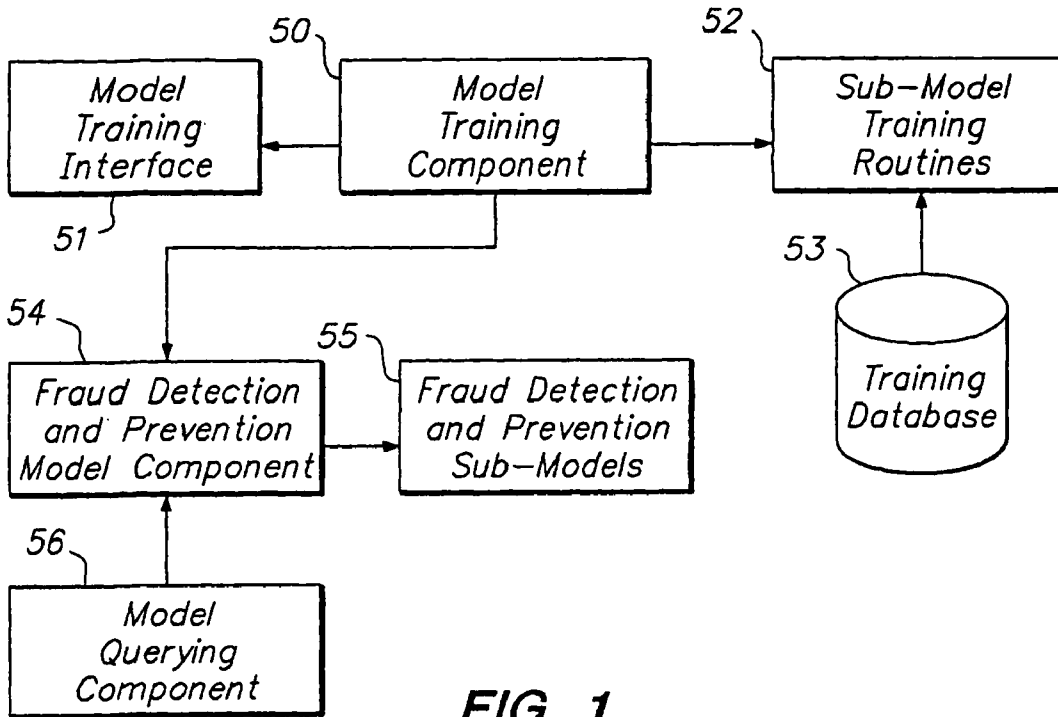 50
52
Model
Training
Interface
Model
Training
Component
Sub-Model
Training
Routines
51
53
Training
Database
54
55
Fraud Detection
and Prevention
Model Component
Fraud Detection
and Prevention
Sub-Models
56
Model
Querying
Component
FIG. 1